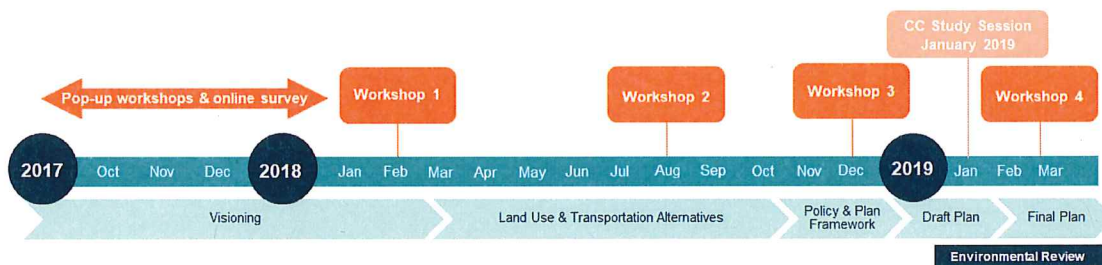 CC Study Session
January 2019
Pop-up workshops & online survey
Workshop 1
Workshop 2
Workshop 3
Workshop 4
2017 Oct Nov Dec 2018 Jan Feb Mar Apr May Jun Jul Aug Sep Oct Nov Dec 2019 Jan Feb Mar
Visioning
Land Use & Transportation Alternatives
Policy & Plan
Framework
Draft Plan
Final Plan
Environmental Review